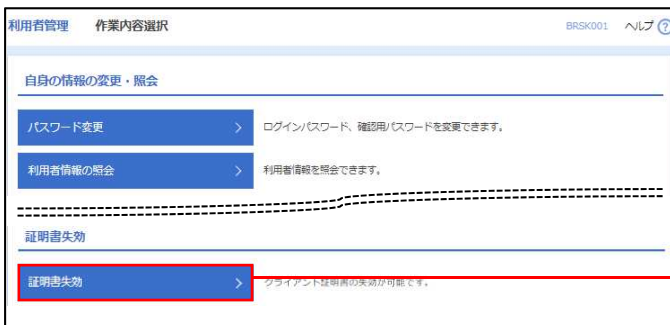 利用者管理 作業内容選択 BRSK001 ヘルプ ?
自身の情報の変更・照会
パスワード変更 > ログインパスワード、確認用パスワードを変更できます。
利用者情報の照会 > 利用者情報を照会できます。
証明書失効
証明書失効 > クライアント証明書の失効が可能です。